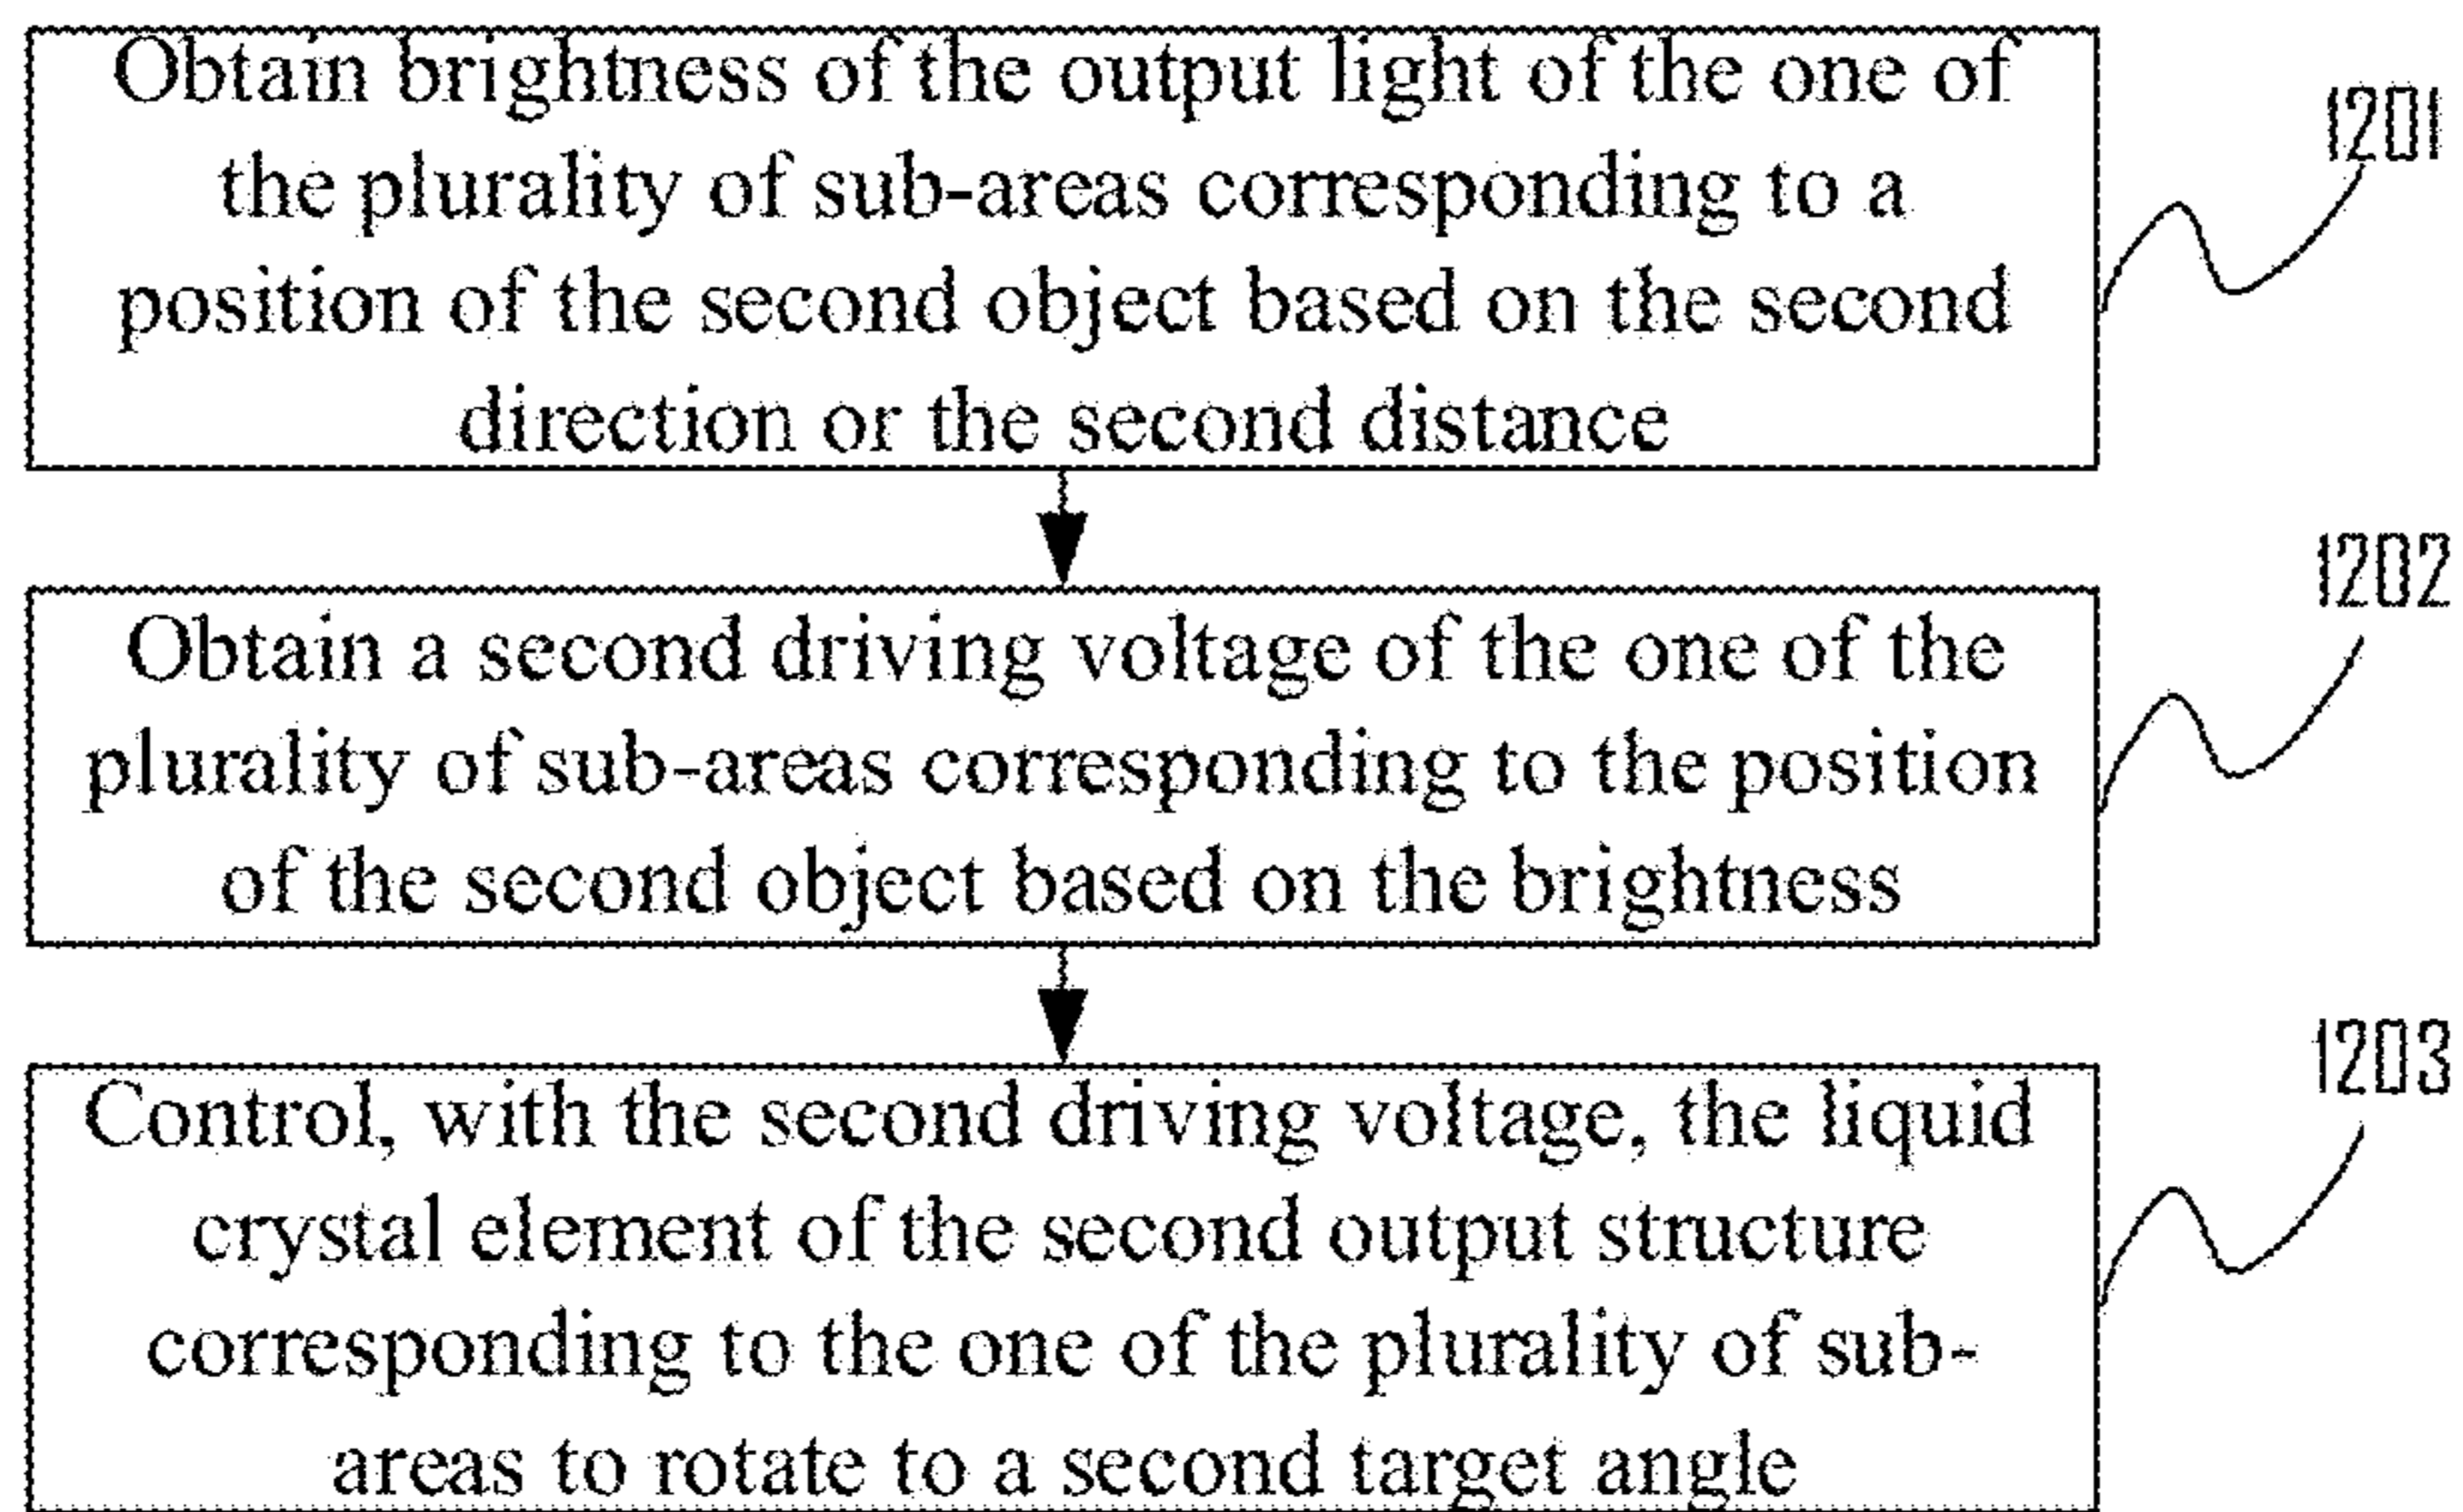 Obtain brightness of the output light of the one of
the plurality of sub-areas corresponding to a
position of the second object based on the second
direction or the second distance
1201
Obtain a second driving voltage of the one of the
plurality of sub-areas corresponding to the position
of the second object based on the brightness
1202
Control, with the second driving voltage, the liquid
crystal element of the second output structure
corresponding to the one of the plurality of sub-
areas to rotate to a second target angle
1203